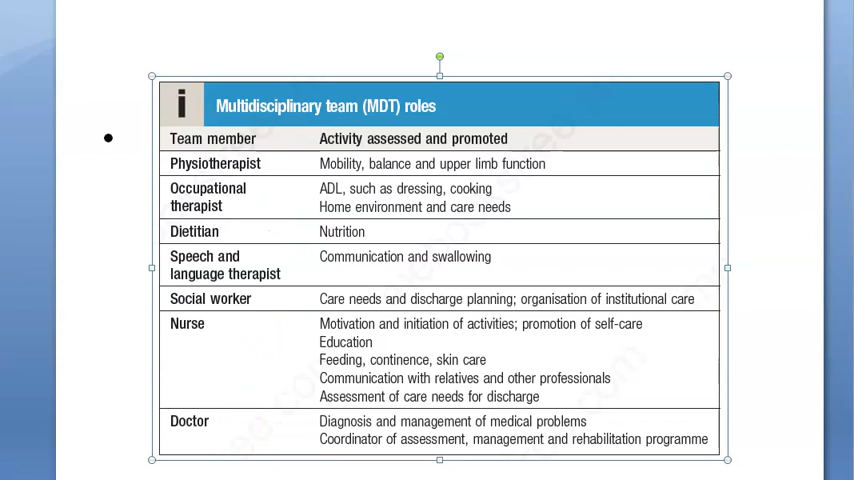 i Multidisciplinary team (MDT) roles
Team member Activity assessed and promoted
Physiotherapist Mobility, balance and upper limb function
Occupational ADL, such as dressing, cooking
therapist Home environment and care needs
Dietitian Nutrition
Speech and Communication and swallowing
language therapist
Social worker Care needs and discharge planning; organisation of institutional care
Nurse Motivation and initiation of activities; promotion of self-care
Education
Feeding, continence, skin care
Communication with relatives and other professionals
Assessment of care needs for discharge
Doctor Diagnosis and management of medical problems
Coordinator of assessment, management and rehabilitation programme